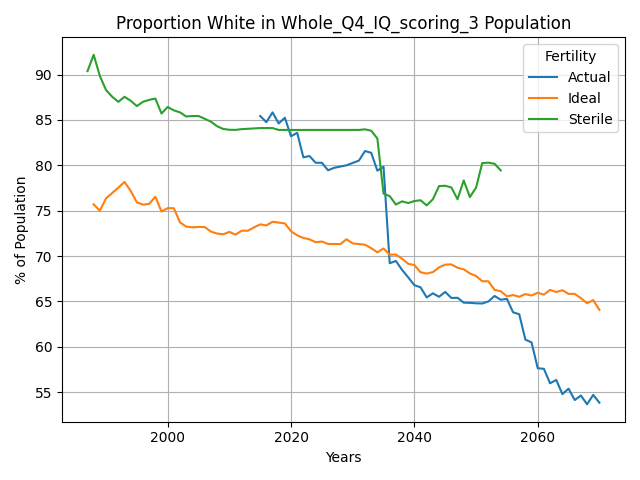 Proportion White in Whole_Q4_IQ_scoring_3 Population
Fertility
Actual
Ideal
Sterile
% of Population
90
85
80
75
70
65
60
55
2000
2020
2040
2060
Years